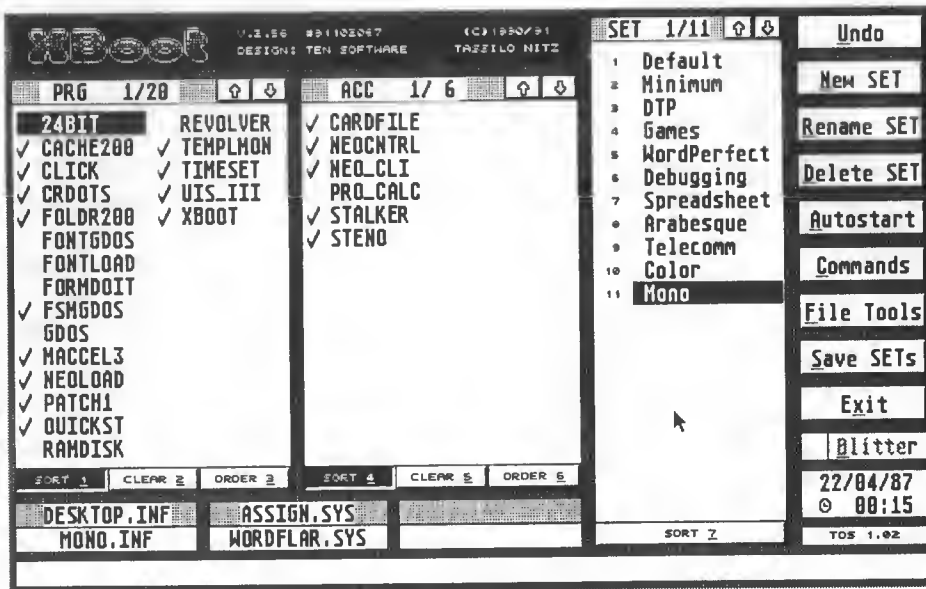 XBoot
V.2.56 #91102067 (C)1990/91
DESIGN: TEN SOFTWARE TASSILO NITZ
PRG 1/20
24BIT
✓ CACHE200
✓ CLICK
✓ CRDOTS
✓ FOLDR200
FONTGDOS
FONTLOAD
FORMDOIT
✓ FSMGDOS
GDOS
✓ MACCEL3
✓ NEOLOAD
✓ PATCH1
✓ QUICKST
RAMDISK
REVOLVER
✓ TEMPLMON
✓ TIMESET
✓ UIS_III
✓ XBOOT
SORT 1 CLEAR 2 ORDER 3
ACC 1/ 6
✓ CARDFILE
✓ NEOCNTRL
✓ NEO_CLI
PRO_CALC
✓ STALKER
✓ STENO
SORT 4 CLEAR 5 ORDER 6
DESKTOP.INF ASSIGN.SYS
MONO.INF WORDFLAR.SYS
SET 1/11
1 Default
2 Minimum
3 DTP
4 Games
5 WordPerfect
6 Debugging
7 Spreadsheet
8 Arabesque
9 Telecomm
10 Color
11 Mono
SORT 7
Undo
New SET
Rename SET
Delete SET
Autostart
Commands
File Tools
Save SETs
Exit
Blitter
22/04/87
00:15
TOS 1.02